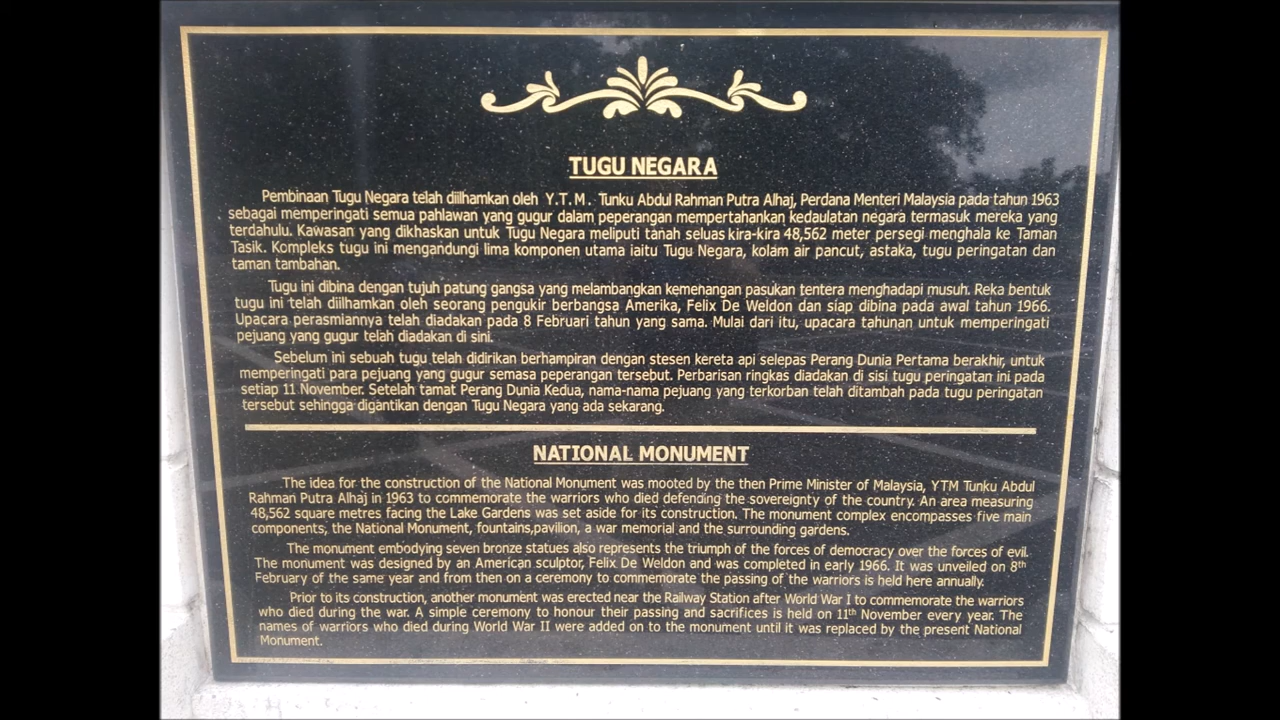 TUGU NEGARA
Pembinaan Tugu Negara telah diilhamkan oleh Y.T.M. Tunku Abdul Rahman Putra Alhaj, Perdana Menteri Malaysia pada tahun 1963
sebagai memperingati semua pahlawan yang gugur dalam peperangan mempertahankan kedaulatan negara termasuk mereka yang
terdahulu. Kawasan yang dikhaskan untuk Tugu Negara meliputi tanah seluas kira-kira 48,562 meter persegi menghala ke Taman
Tasik. Kompleks tugu ini mengandungi lima komponen utama iaitu Tugu Negara, kolam air pancut, astaka, tugu peringatan dan
taman tambahan.
Tugu ini dibina dengan tujuh patung gangsa yang melambangkan kemehangan pasukan tentera menghadapi musuh. Reka bentuk
tugu ini telah diilhamkan oleh seorang pengukir berbangsa Amerika, Felix De Weldon dan siap dibina pada awal tahun 1966.
Upacara perasmiannya telah diadakan pada 8 Februari tahun yang sama. Mulai dari itu, upacara tahunan untuk memperingati
pejuang yang gugur telah diadakan di sini.
Sebelum ini sebuah tugu telah didirikan berhampiran dengan stesen kereta api selepas Perang Dunia Pertama berakhir, untuk
memperingati para pejuang yang gugur semasa peperangan tersebut. Perbarisan ringkas diadakan di sisi tugu peringatan ini pada
setiap 11 November. Setelah tamat Perang Dunia Kedua, nama-nama pejuang yang terkorban telah ditambah pada tugu peringatan
tersebut sehingga digantikan dengan Tugu Negara yang ada sekarang.
NATIONAL MONUMENT
The idea for the construction of the National Monument was mooted by the then Prime Minister of Malaysia, YTM Tunku Abdul
Rahman Putra Alhaj in 1963 to commemorate the warriors who died defending the sovereignty of the country. An area measuring
48,562 square metres facing the Lake Gardens was set aside for its construction. The monument complex encompasses five main
components, the National Monument, fountains,pavilion, a war memorial and the surrounding gardens.
The monument embodying seven bronze statues also represents the triumph of the forces of democracy over the forces of evil.
The monument was designed by an American sculptor, Felix De Weldon and was completed in early 1966. It was unveiled on 8th
February of the same year and from then on a ceremony to commemorate the passing of the warriors is held here annually.
Prior to its construction, another monument was erected near the Railway Station after World War I to commemorate the warriors
who died during the war. A simple ceremony to honour their passing and sacrifices is held on 11th November every year. The
names of warriors who died during World War II were added on to the monument until it was replaced by the present National
Monument.